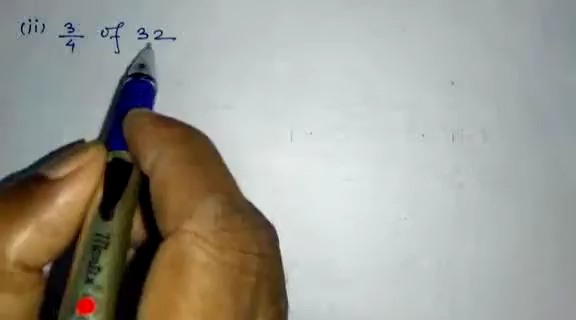 (ii) 3/4 of 32